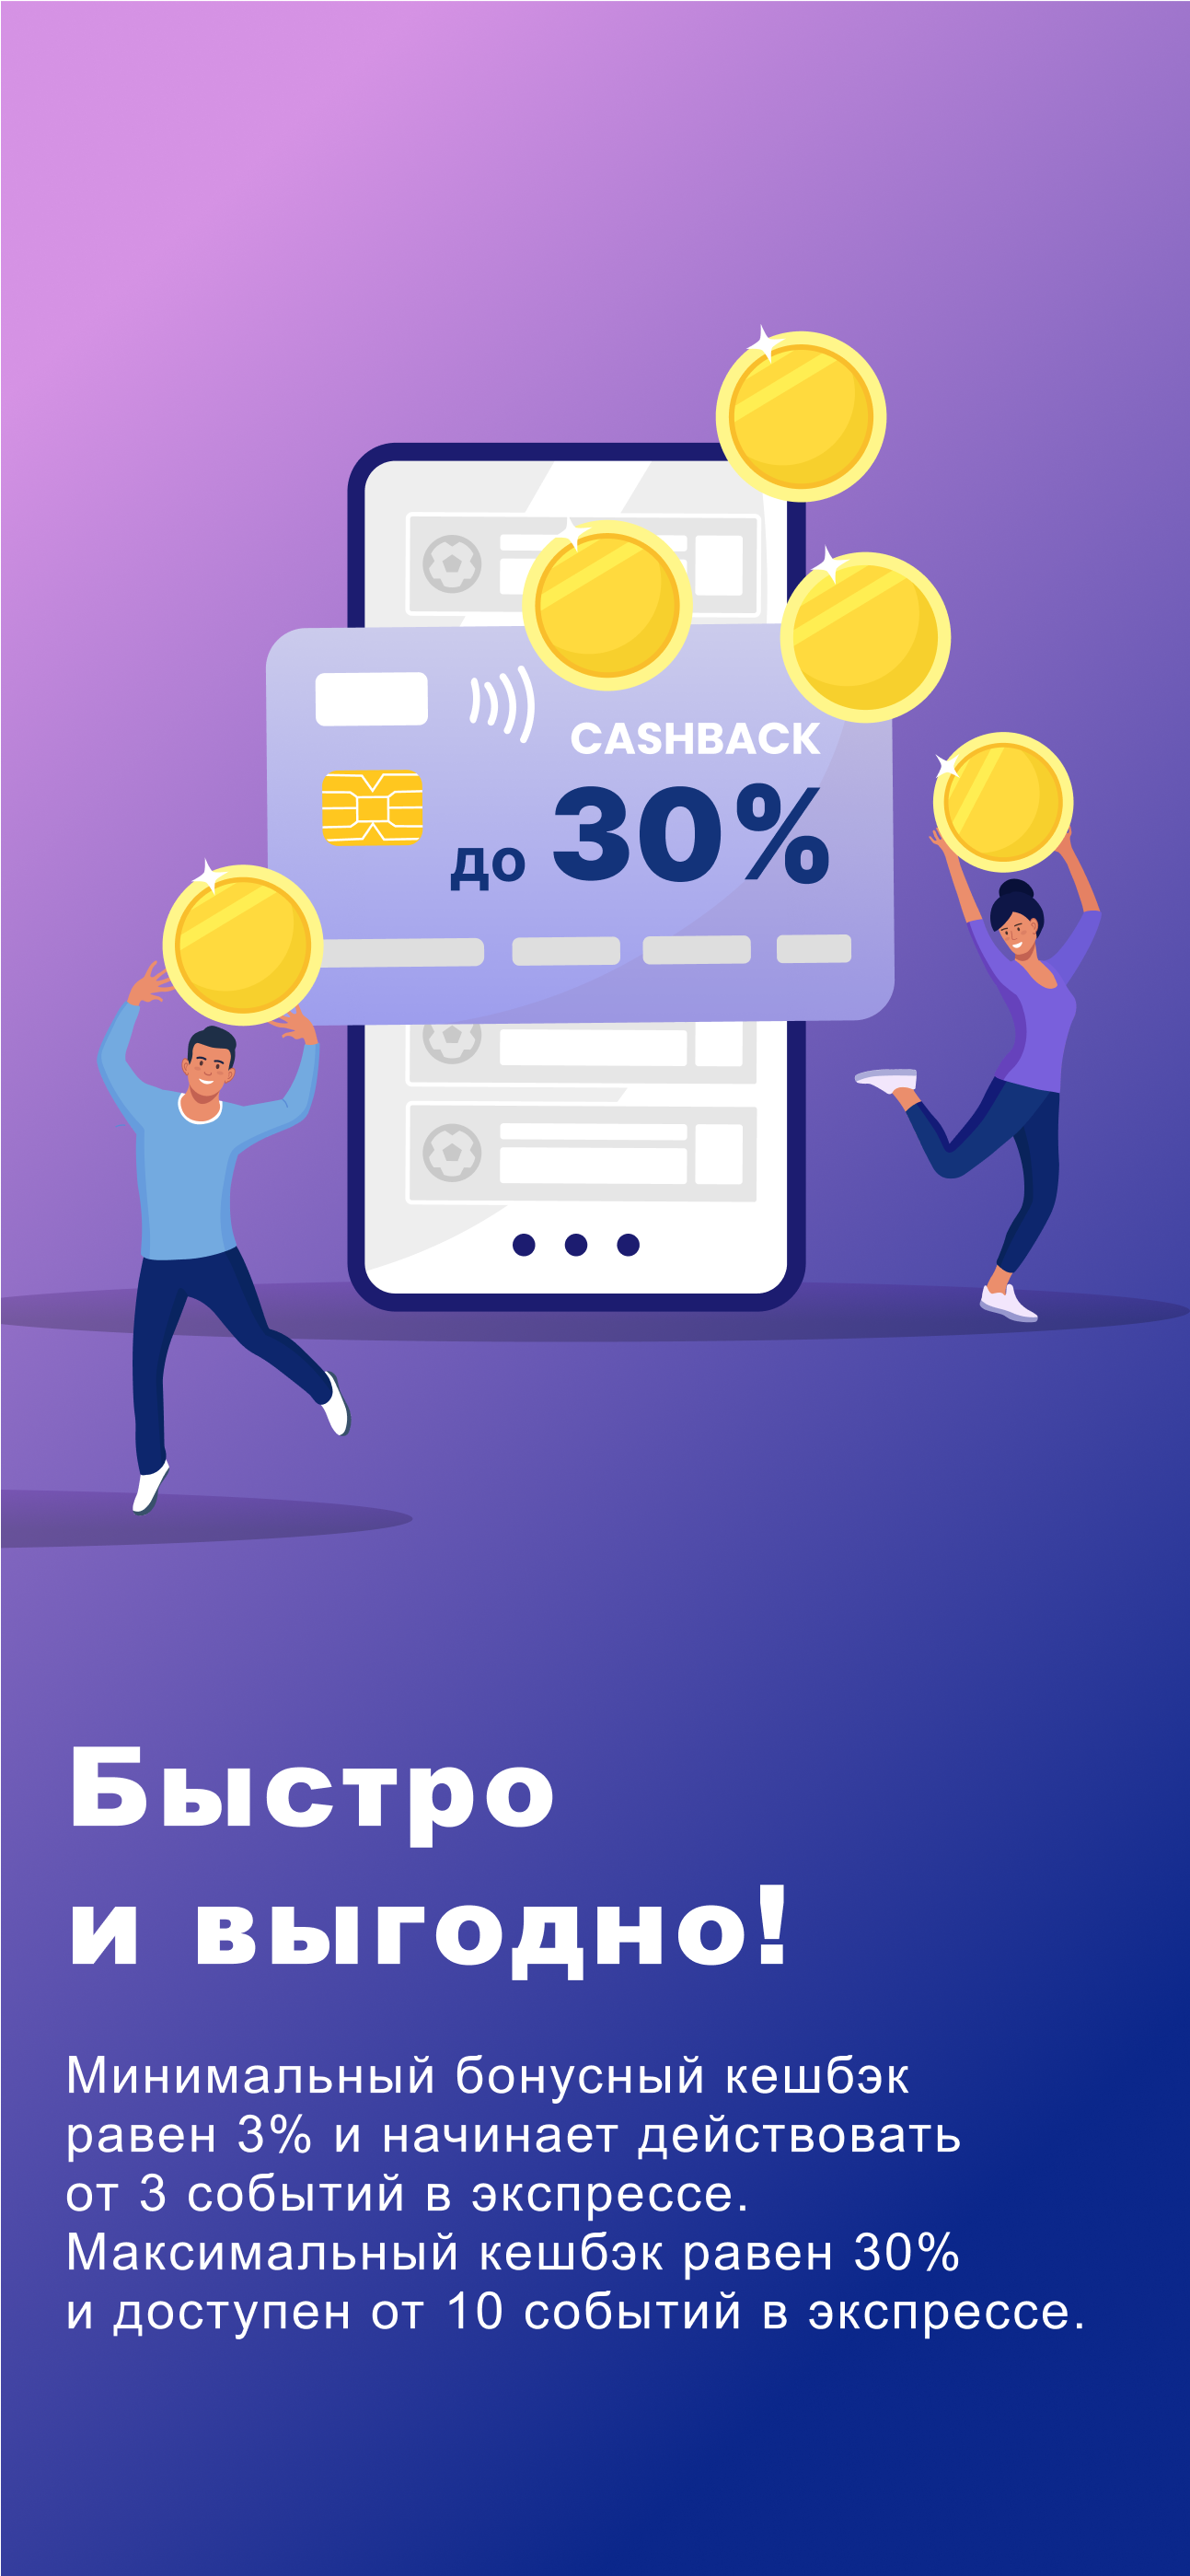 CASHBACK
до 30%
Быстро
и выгодно!
Минимальный бонусный кешбэк
равен 3% и начинает действовать
от 3 событий в экспрессе.
Максимальный кешбэк равен 30%
и доступен от 10 событий в экспрессе.